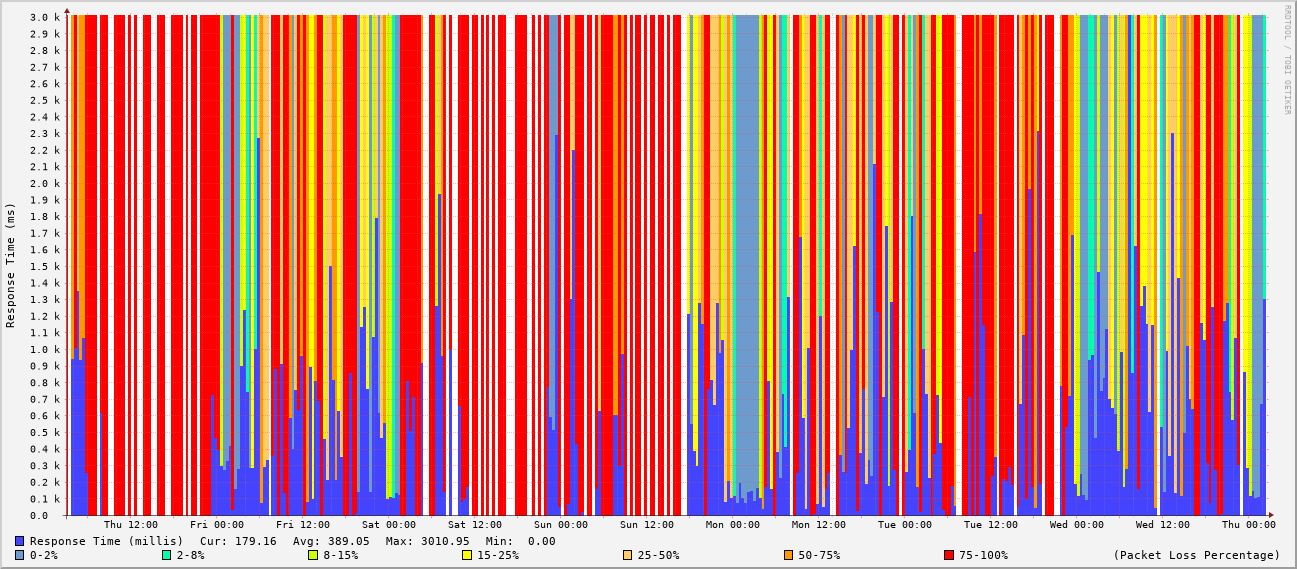 3.0 k
2.9 k
2.7 k
2.6 k
2.5 k
2.4 k
2.3 k
2.2 k
2.1 k
2.0 k
1.9 k
1.8 k
1.7 k
1.6 k
1.5 k
1.4 k
1.3 k
1.2 k
1.1 k
1.0 k
0.9 k
0.8 k
0.7 k
0.6 k
0.5 k
0.4 k
0.3 k
0.2 k
0.1 k
0.0
Response Time (ms)
RRDTOOL / TOBI OETIKER
Thu 12:00 Fri 00:00 Fri 12:00 Sat 00:00 Sat 12:00 Sun 00:00 Sun 12:00 Mon 00:00 Mon 12:00 Tue 00:00 Tue 12:00 Wed 00:00 Wed 12:00 Thu 00:00
Response Time (millis) Cur: 179.16 Avg: 389.05 Max: 3010.95 Min: 0.00
0-2% 2-8% 8-15% 15-25% 25-50% 50-75% 75-100% (Packet Loss Percentage)